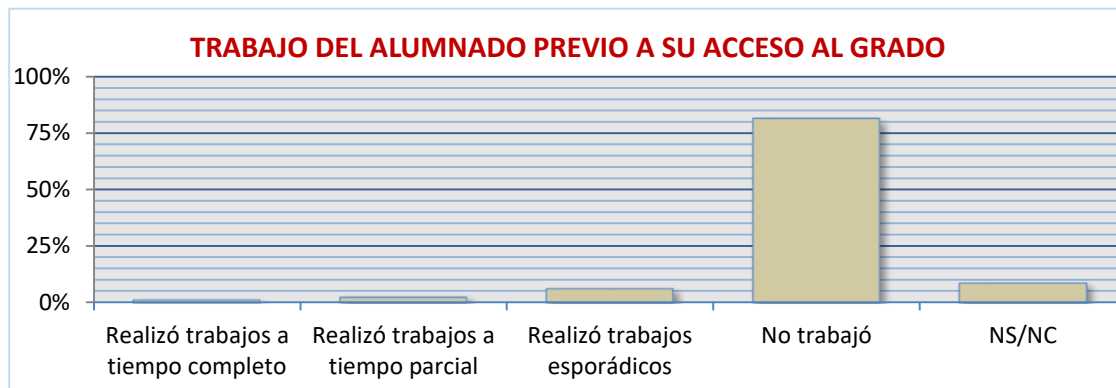 TRABAJO DEL ALUMNADO PREVIO A SU ACCESO AL GRADO
100%
75%
50%
25%
0%
Realizó trabajos a
tiempo completo
Realizó trabajos a
tiempo parcial
Realizó trabajos
esporádicos
No trabajó
NS/NC